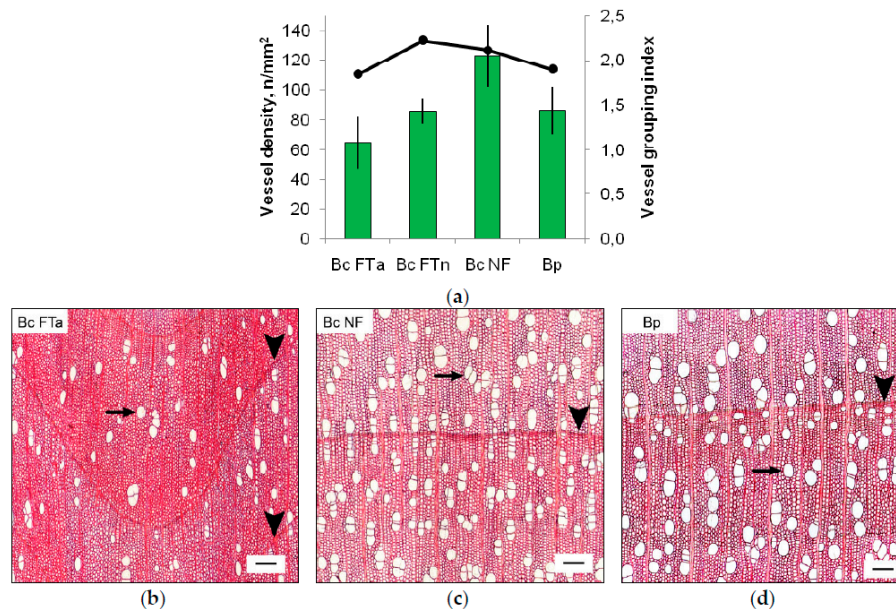 Vessel density, n/mm²
140
120
100
80
60
40
20
0
2,5
2,0
1,5
1,0
0,5
0,0
Vessel grouping index
Bc FTa Bc FTn Bc NF Bp
(a)
Bc FTa
Bc NF
Bp
(b)
(c)
(d)